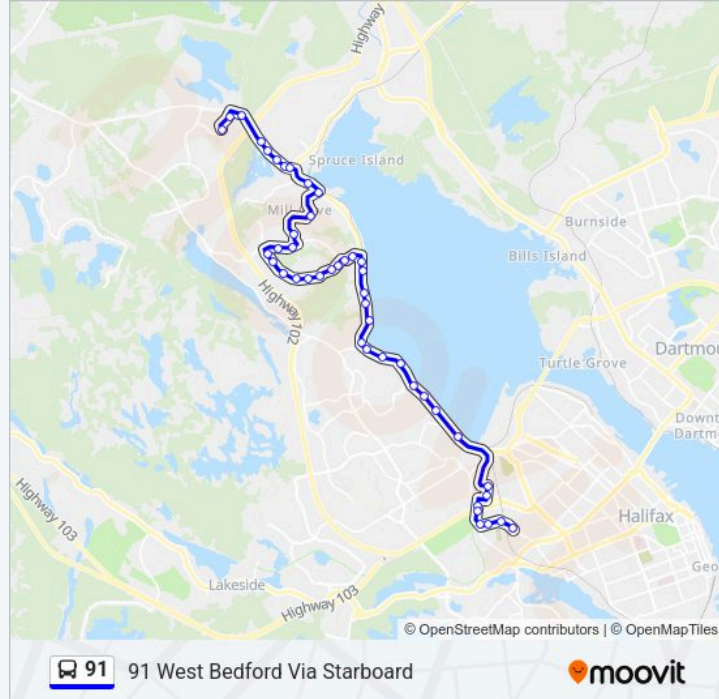 Highway
Spruce Island
Mill Cove
Burnside
Bills Island
Highway 102
Turtle Grove
Dartmou
Downt
Dartm
Highway 103
Halifax
Geo
Lakeside
Highway 103
© OpenStreetMap contributors | © OpenMapTiles
91 91 West Bedford Via Starboard moovit